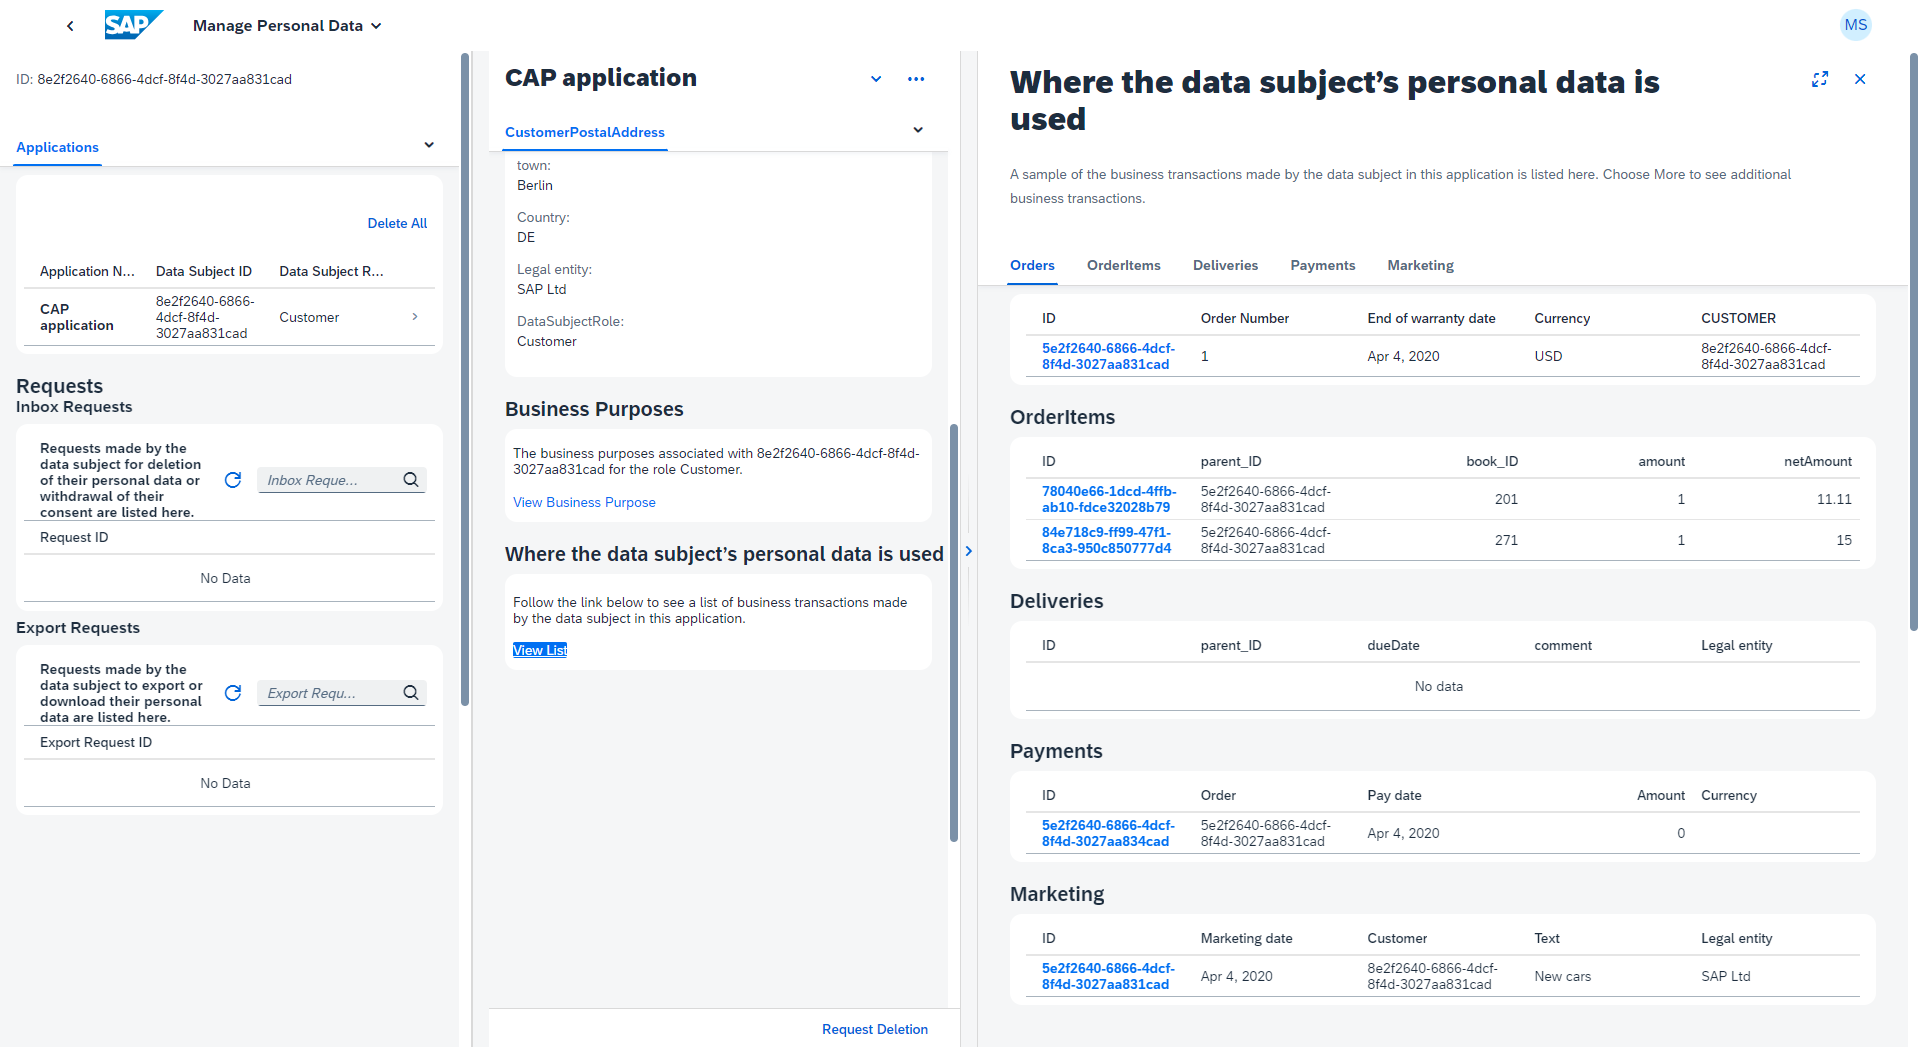 SAP
Manage Personal Data
MS
ID: 8e2f2640-6866-4dcf-8f4d-3027aa831cad
Applications
Delete All
Application N...
Data Subject ID
Data Subject R...
CAP
application
8e2f2640-6866-
4dcf-8f4d-
3027aa831cad
Customer
Requests
Inbox Requests
Requests made by the
data subject for deletion
of their personal data or
withdrawal of their
consent are listed here.
Inbox Reque...
Request ID
No Data
Export Requests
Requests made by the
data subject to export or
download their personal
data are listed here.
Export Requ...
Export Request ID
No Data
CAP application
CustomerPostalAddress
town:
Berlin
Country:
DE
Legal entity:
SAP Ltd
DataSubjectRole:
Customer
Business Purposes
The business purposes associated with 8e2f2640-6866-4dcf-8f4d-
3027aa831cad for the role Customer.
View Business Purpose
Where the data subject's personal data is used
Follow the link below to see a list of business transactions made
by the data subject in this application.
View List
Request Deletion
Where the data subject's personal data is
used
A sample of the business transactions made by the data subject in this application is listed here. Choose More to see additional
business transactions.
Orders
OrderItems
Deliveries
Payments
Marketing
ID
Order Number
End of warranty date
Currency
CUSTOMER
5e2f2640-6866-4dcf-
8f4d-3027aa831cad
1
Apr 4, 2020
USD
8e2f2640-6866-4dcf-
8f4d-3027aa831cad
OrderItems
ID
parent_ID
book_ID
amount
netAmount
78040e66-1dcd-4ffb-
ab10-fdce32028b79
5e2f2640-6866-4dcf-
8f4d-3027aa831cad
201
1
11.11
84e718c9-ff99-47f1-
8ca3-950c850777d4
5e2f2640-6866-4dcf-
8f4d-3027aa831cad
271
1
15
Deliveries
ID
parent_ID
dueDate
comment
Legal entity
No data
Payments
ID
Order
Pay date
Amount
Currency
5e2f2640-6866-4dcf-
8f4d-3027aa834cad
5e2f2640-6866-4dcf-
8f4d-3027aa831cad
Apr 4, 2020
0
Marketing
ID
Marketing date
Customer
Text
Legal entity
5e2f2640-6866-4dcf-
8f4d-3027aa831cad
Apr 4, 2020
8e2f2640-6866-4dcf-
8f4d-3027aa831cad
New cars
SAP Ltd